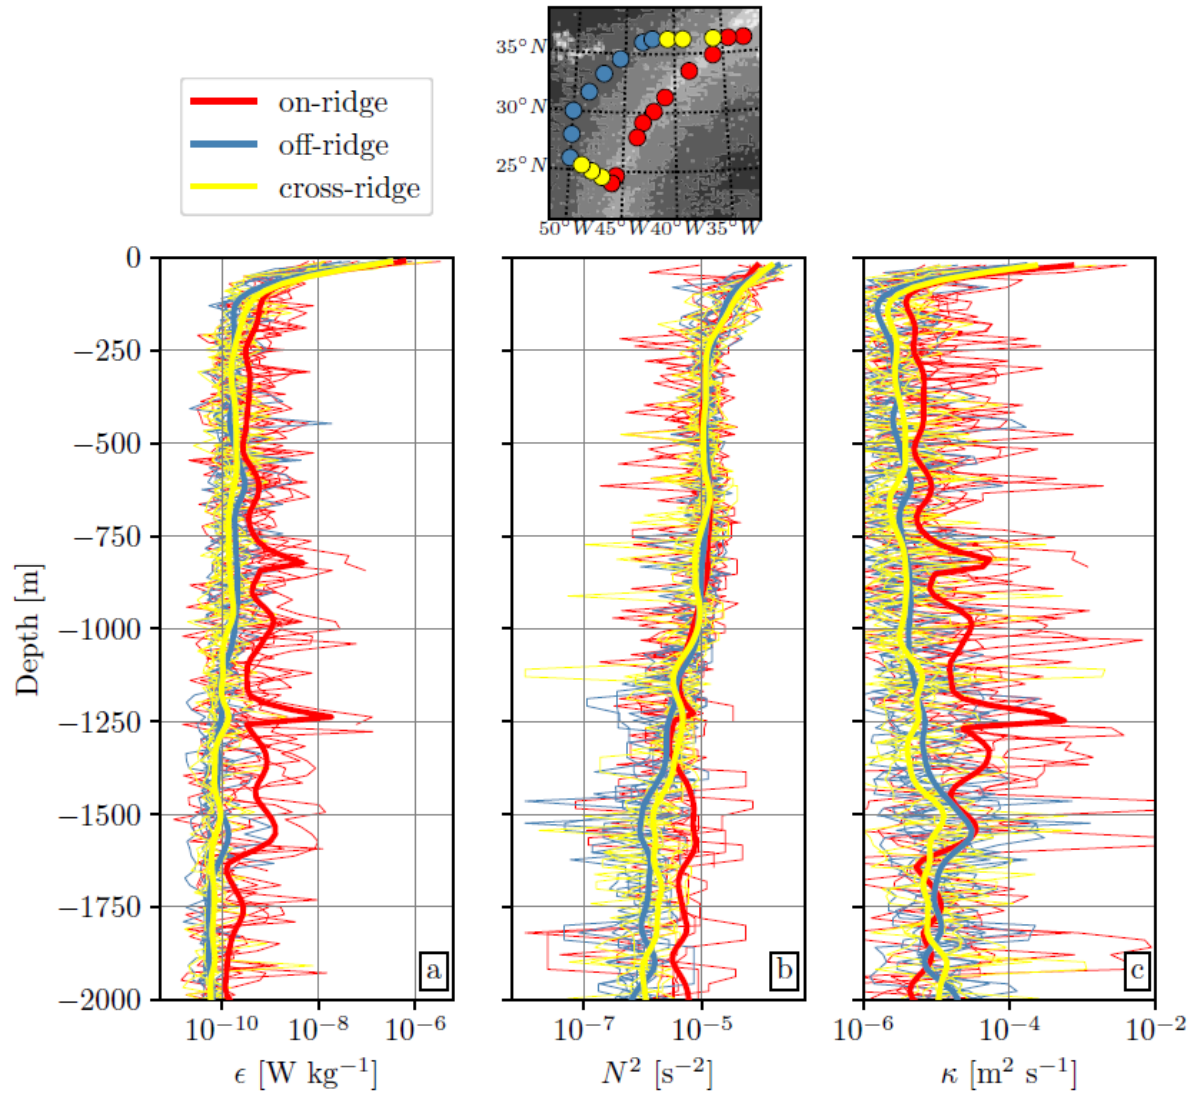 35°N
30°N
25°N
50°W 45°W 40°W 35°W
on-ridge
off-ridge
cross-ridge
0
−250
−500
−750
−1000
−1250
−1500
−1750
−2000
Depth [m]
a
b
c
10⁻¹⁰ 10⁻⁸ 10⁻⁶
10⁻⁷ 10⁻⁵
10⁻⁶ 10⁻⁴ 10⁻²
ϵ [W kg⁻¹]
N² [s⁻²]
κ [m² s⁻¹]